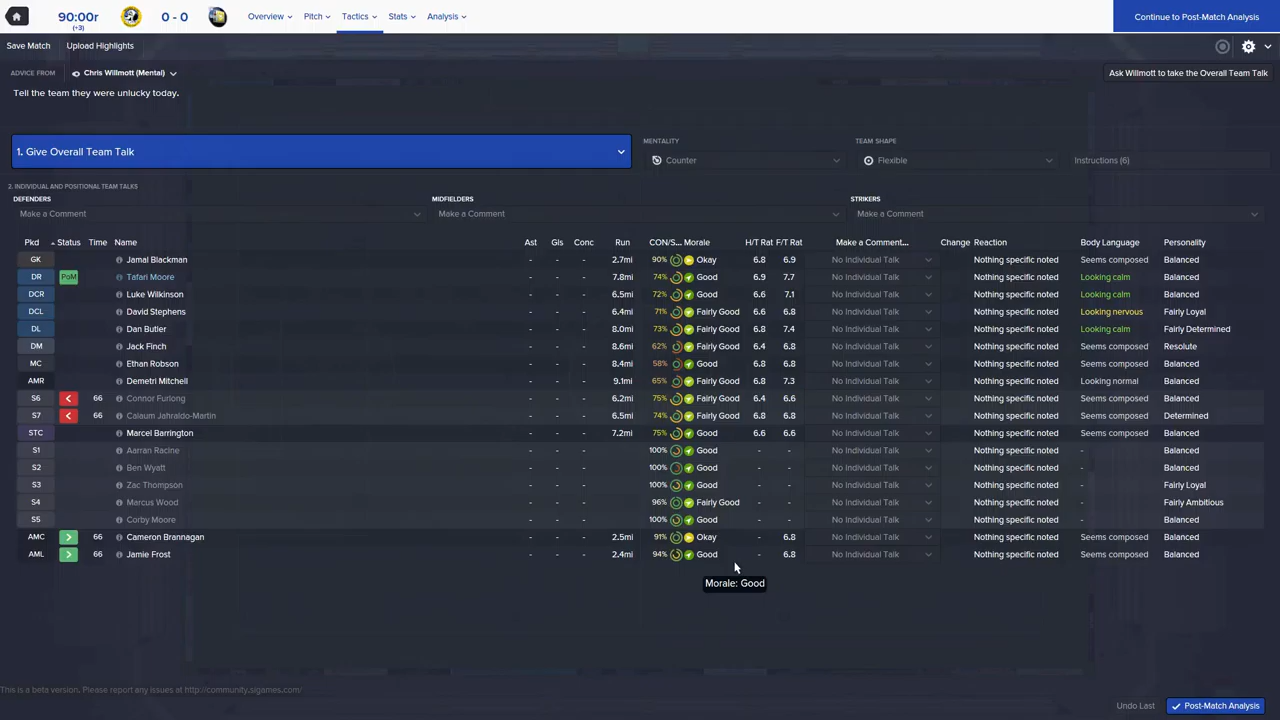 90:00r
(+3)
0 - 0
Overview
Pitch
Tactics
Stats
Analysis
Continue to Post-Match Analysis
Save Match
Upload Highlights
ADVICE FROM
Chris Willmott (Mental)
Ask Willmott to take the Overall Team Talk
Tell the team they were unlucky today.
1. Give Overall Team Talk
MENTALITY
Counter
TEAM SHAPE
Flexible
Instructions (6)
2. INDIVIDUAL AND POSITIONAL TEAM TALKS
DEFENDERS
Make a Comment
MIDFIELDERS
Make a Comment
STRIKERS
Make a Comment
Pkd Status Time Name Ast Gls Conc Run CON/S... Morale H/T Rat F/T Rat Make a Comment... Change Reaction Body Language Personality
GK Jamal Blackman - - - 2.7mi 90% Okay 6.8 6.9 No Individual Talk Nothing specific noted Seems composed Balanced
DR PoM Tafari Moore - - - 7.8mi 74% Good 6.9 7.7 No Individual Talk Nothing specific noted Looking calm Balanced
DCR Luke Wilkinson - - - 6.5mi 72% Good 6.6 7.1 No Individual Talk Nothing specific noted Looking calm Balanced
DCL David Stephens - - - 6.4mi 71% Fairly Good 6.6 6.8 No Individual Talk Nothing specific noted Looking nervous Fairly Loyal
DL Dan Butler - - - 8.0mi 73% Fairly Good 6.8 7.4 No Individual Talk Nothing specific noted Looking calm Fairly Determined
DM Jack Finch - - - 8.6mi 62% Fairly Good 6.4 6.8 No Individual Talk Nothing specific noted Seems composed Resolute
MC Ethan Robson - - - 8.4mi 58% Good 6.8 6.8 No Individual Talk Nothing specific noted Seems composed Balanced
AMR Demetri Mitchell - - - 9.1mi 65% Fairly Good 6.8 7.3 No Individual Talk Nothing specific noted Looking normal Balanced
S6 66 Connor Furlong - - - 6.2mi 75% Fairly Good 6.4 6.6 No Individual Talk Nothing specific noted Seems composed Balanced
S7 66 Calaum Jahraldo-Martin - - - 6.5mi 74% Fairly Good 6.8 6.8 No Individual Talk Nothing specific noted Seems composed Determined
STC Marcel Barrington - - - 7.2mi 75% Good 6.6 6.6 No Individual Talk Nothing specific noted Seems composed Balanced
S1 Aarran Racine - - - 100% Good - - No Individual Talk Nothing specific noted - Balanced
S2 Ben Wyatt - - - 100% Good - - No Individual Talk Nothing specific noted - Balanced
S3 Zac Thompson - - - 100% Good - - No Individual Talk Nothing specific noted - Fairly Loyal
S4 Marcus Wood - - - 96% Fairly Good - - No Individual Talk Nothing specific noted - Fairly Ambitious
S5 Corby Moore - - - 100% Good - - No Individual Talk Nothing specific noted - Balanced
AMC 66 Cameron Brannagan - - - 2.5mi 91% Okay - 6.8 No Individual Talk Nothing specific noted Seems composed Balanced
AML 66 Jamie Frost - - - 2.4mi 94% Good - 6.8 No Individual Talk Nothing specific noted Seems composed Balanced
Morale: Good
This is a beta version. Please report any issues at http://community.sigames.com/
Undo Last
Post-Match Analysis